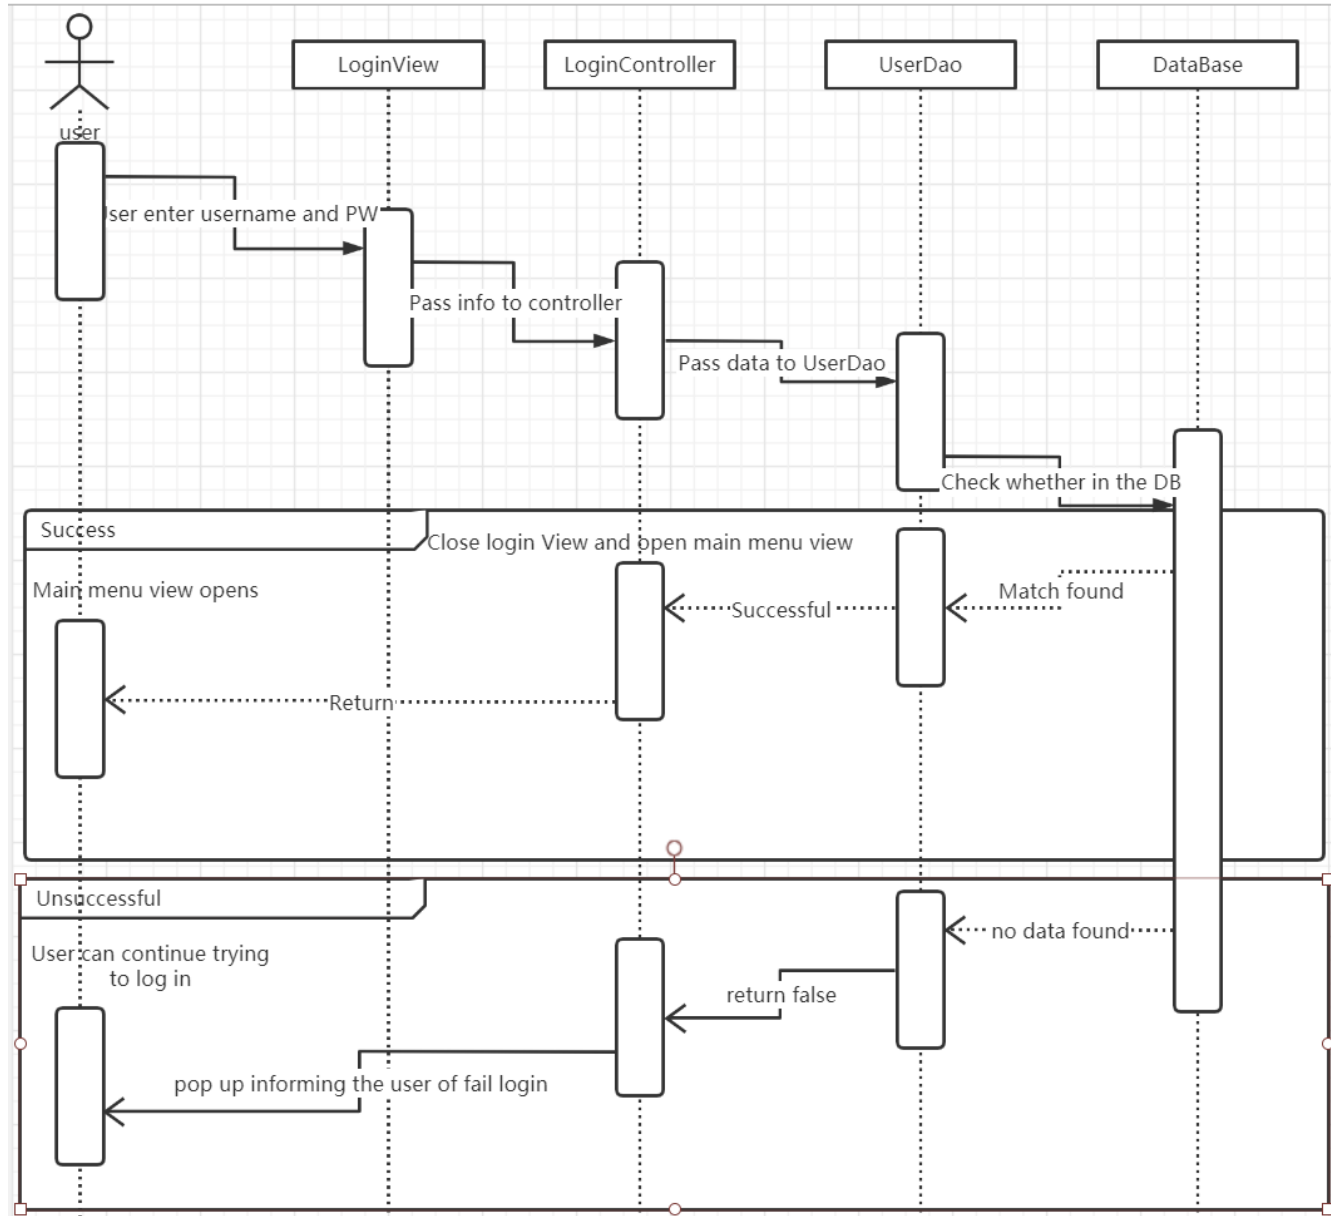 LoginView
LoginController
UserDao
DataBase
user
User enter username and PW
Pass info to controller
Pass data to UserDao
Check whether in the DB
Success
Close login View and open main menu view
Main menu view opens
Match found
Successful
Return
Unsuccessful
no data found
User can continue trying
to log in
return false
pop up informing the user of fail login